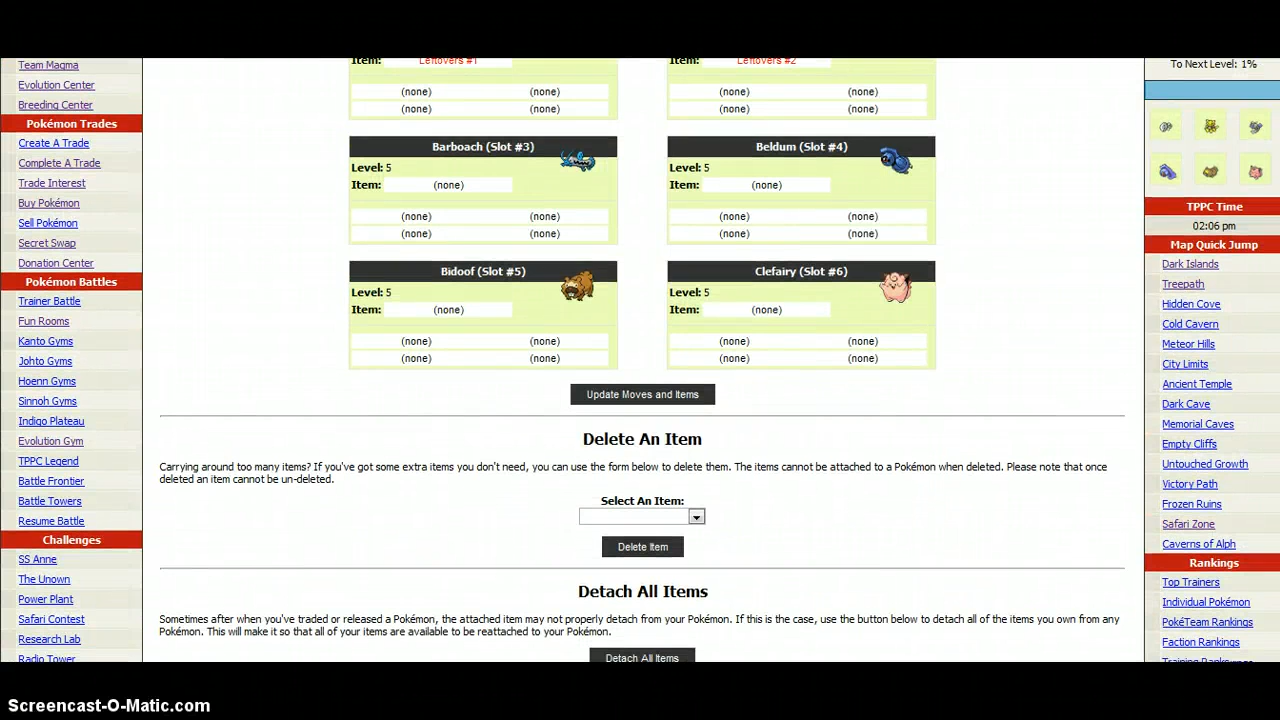 Team Magma
Evolution Center
Breeding Center
Pokémon Trades
Create A Trade
Complete A Trade
Trade Interest
Buy Pokémon
Sell Pokémon
Secret Swap
Donation Center
Pokémon Battles
Trainer Battle
Fun Rooms
Kanto Gyms
Johto Gyms
Hoenn Gyms
Sinnoh Gyms
Indigo Plateau
Evolution Gym
TPPC Legend
Battle Frontier
Battle Towers
Resume Battle
Challenges
SS Anne
The Unown
Power Plant
Safari Contest
Research Lab
Radio Tower
Item: Leftovers #1
(none) (none)
(none) (none)
Item: Leftovers #2
(none) (none)
(none) (none)
Barboach (Slot #3)
Level: 5
Item: (none)
(none) (none)
(none) (none)
Beldum (Slot #4)
Level: 5
Item: (none)
(none) (none)
(none) (none)
Bidoof (Slot #5)
Level: 5
Item: (none)
(none) (none)
(none) (none)
Clefairy (Slot #6)
Level: 5
Item: (none)
(none) (none)
(none) (none)
Update Moves and Items
Delete An Item
Carrying around too many items? If you've got some extra items you don't need, you can use the form below to delete them. The items cannot be attached to a Pokémon when deleted. Please note that once
deleted an item cannot be un-deleted.
Select An Item:
Delete Item
Detach All Items
Sometimes after when you've traded or released a Pokémon, the attached item may not properly detach from your Pokémon. If this is the case, use the button below to detach all of the items you own from any
Pokémon. This will make it so that all of your items are available to be reattached to your Pokémon.
Detach All Items
To Next Level: 1%
TPPC Time
02:06 pm
Map Quick Jump
Dark Islands
Treepath
Hidden Cove
Cold Cavern
Meteor Hills
City Limits
Ancient Temple
Dark Cave
Memorial Caves
Empty Cliffs
Untouched Growth
Victory Path
Frozen Ruins
Safari Zone
Caverns of Alph
Rankings
Top Trainers
Individual Pokémon
PokéTeam Rankings
Faction Rankings
Screencast-O-Matic.com